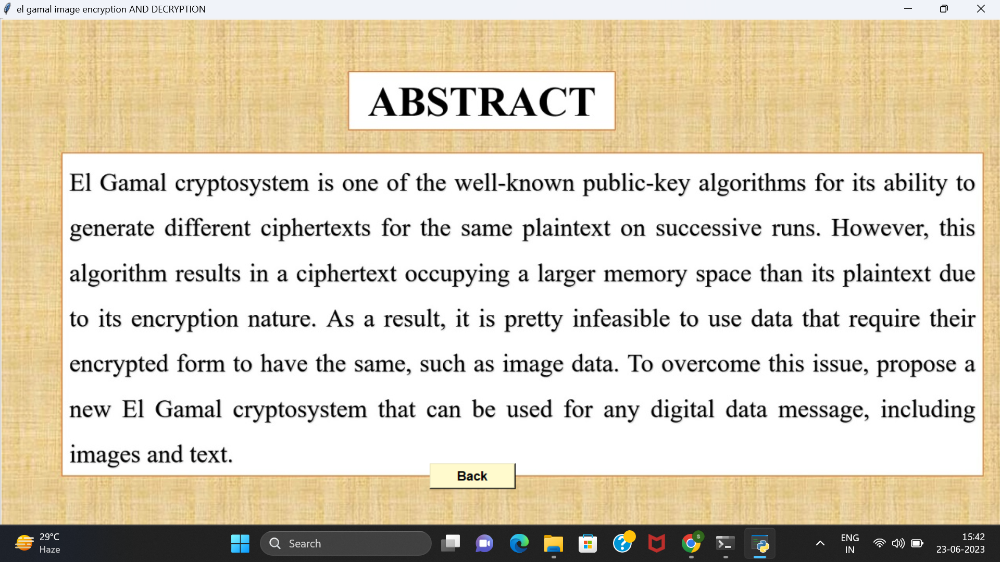 el gamal image encryption AND DECRYPTION
ABSTRACT
El Gamal cryptosystem is one of the well-known public-key algorithms for its ability to
generate different ciphertexts for the same plaintext on successive runs. However, this
algorithm results in a ciphertext occupying a larger memory space than its plaintext due
to its encryption nature. As a result, it is pretty infeasible to use data that require their
encrypted form to have the same, such as image data. To overcome this issue, propose a
new El Gamal cryptosystem that can be used for any digital data message, including
images and text.
Back
29°C
Haze
Search
S
ENG
IN
15:42
23-06-2023